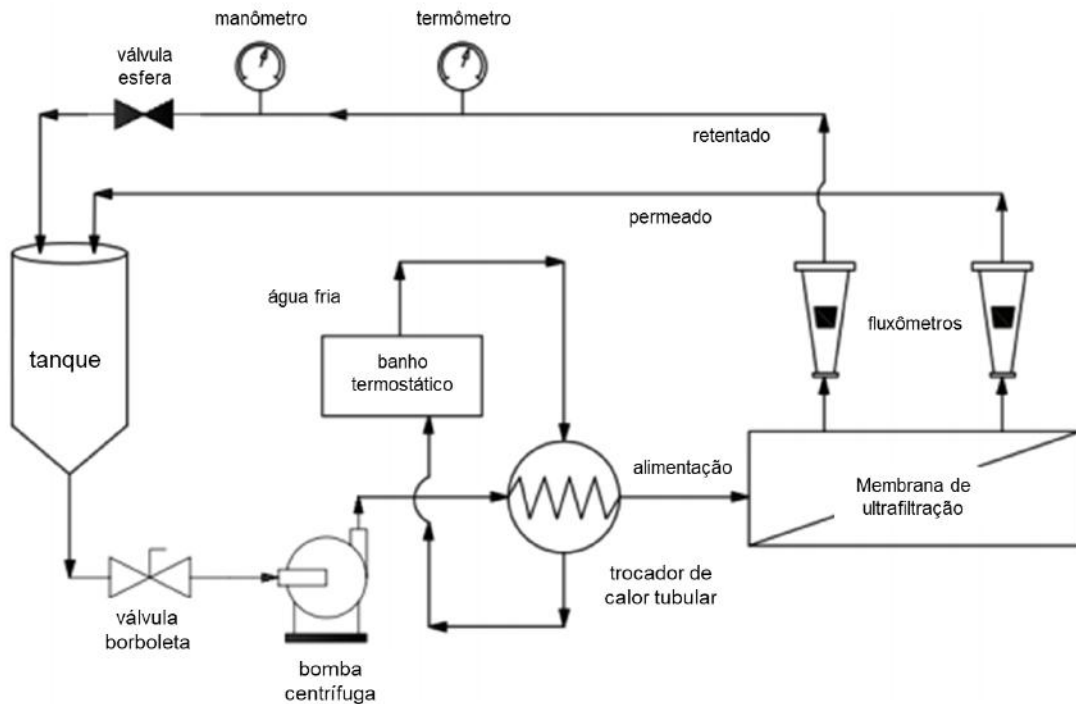 manômetro
termômetro
válvula
esfera
retentado
permeado
água fria
fluxômetros
tanque
banho
termostático
alimentação
Membrana de
ultrafiltração
trocador de
calor tubular
válvula
borboleta
bomba
centrífuga